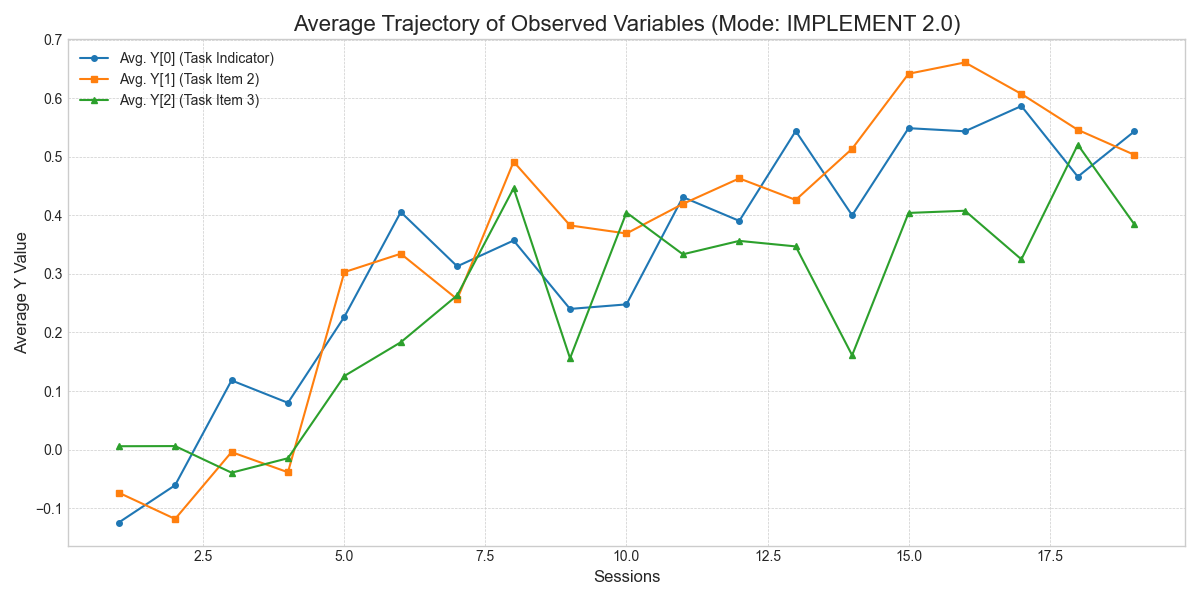 Average Trajectory of Observed Variables (Mode: IMPLEMENT 2.0)
Avg. Y[0] (Task Indicator)
Avg. Y[1] (Task Item 2)
Avg. Y[2] (Task Item 3)
Average Y Value
0.7
0.6
0.5
0.4
0.3
0.2
0.1
0.0
−0.1
2.5 5.0 7.5 10.0 12.5 15.0 17.5
Sessions